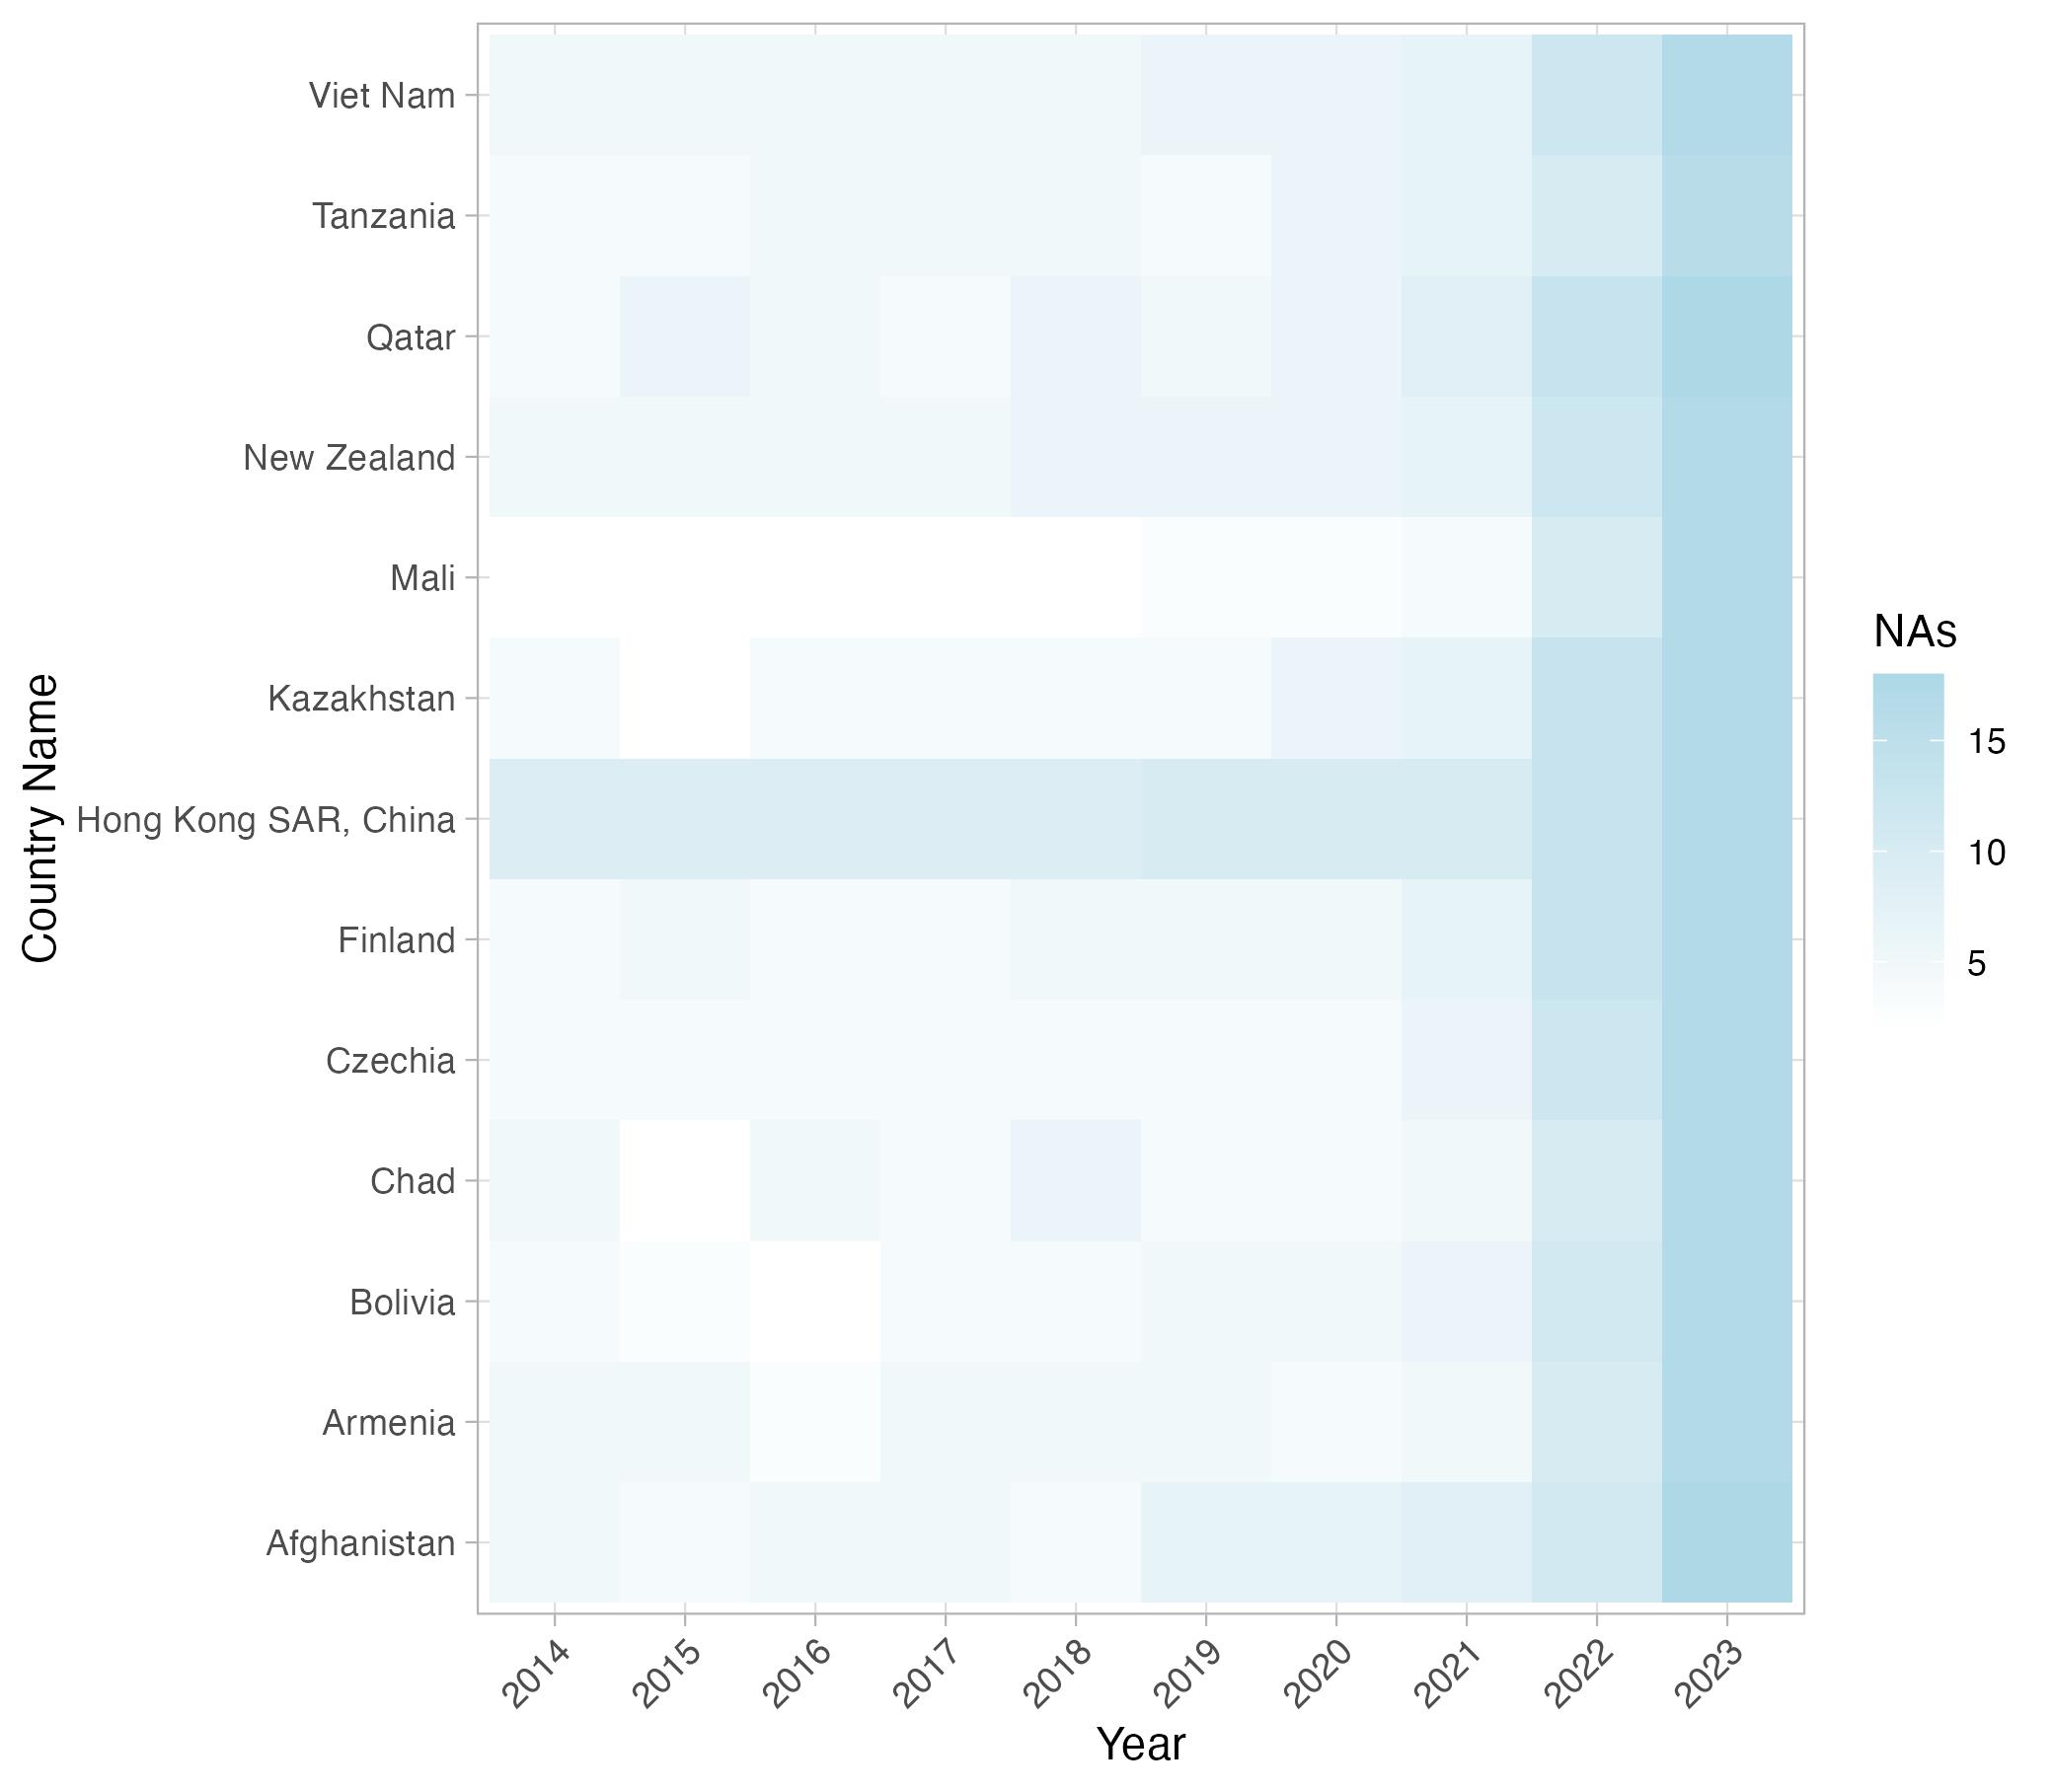 Country Name
Viet Nam
Tanzania
Qatar
New Zealand
Mali
Kazakhstan
Hong Kong SAR, China
Finland
Czechia
Chad
Bolivia
Armenia
Afghanistan
2014
2015
2016
2017
2018
2019
2020
2021
2022
2023
Year
NAs
15
10
5